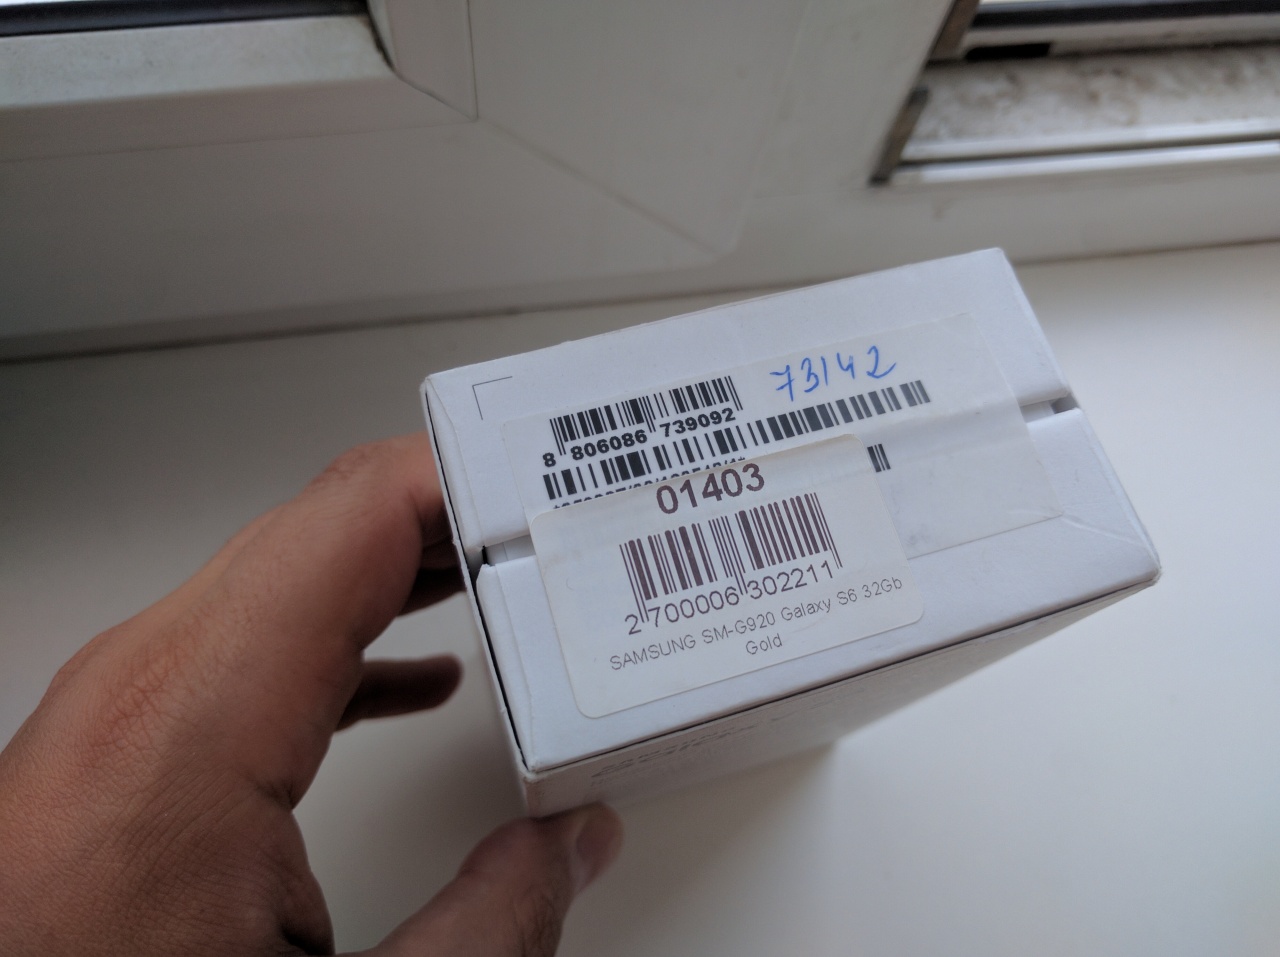 73142
8 806086 739092
01403
2 700006 302211
SAMSUNG SM-G920 Galaxy S6 32Gb
Gold